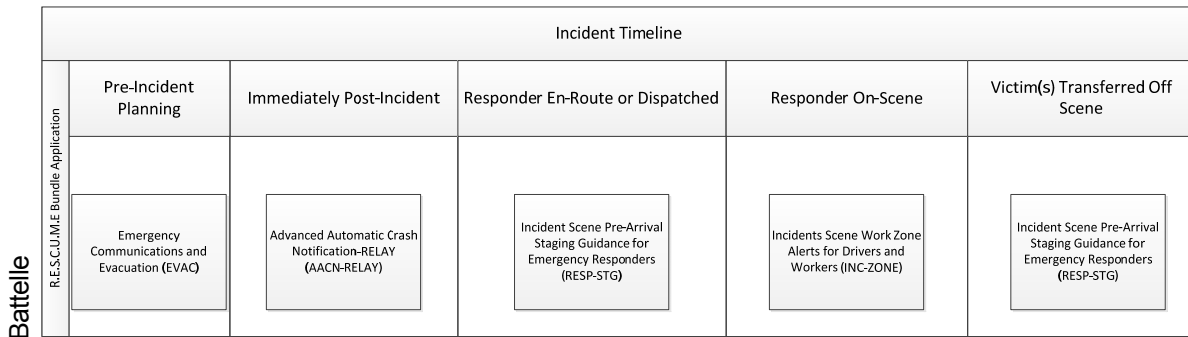 Incident Timeline
R.E.S.C.U.M.E Bundle Application
Pre-Incident
Planning
Immediately Post-Incident
Responder En-Route or Dispatched
Responder On-Scene
Victim(s) Transferred Off
Scene
Emergency
Communications and
Evacuation (EVAC)
Advanced Automatic Crash
Notification-RELAY
(AACN-RELAY)
Incident Scene Pre-Arrival
Staging Guidance for
Emergency Responders
(RESP-STG)
Incidents Scene Work Zone
Alerts for Drivers and
Workers (INC-ZONE)
Incident Scene Pre-Arrival
Staging Guidance for
Emergency Responders
(RESP-STG)
Battelle